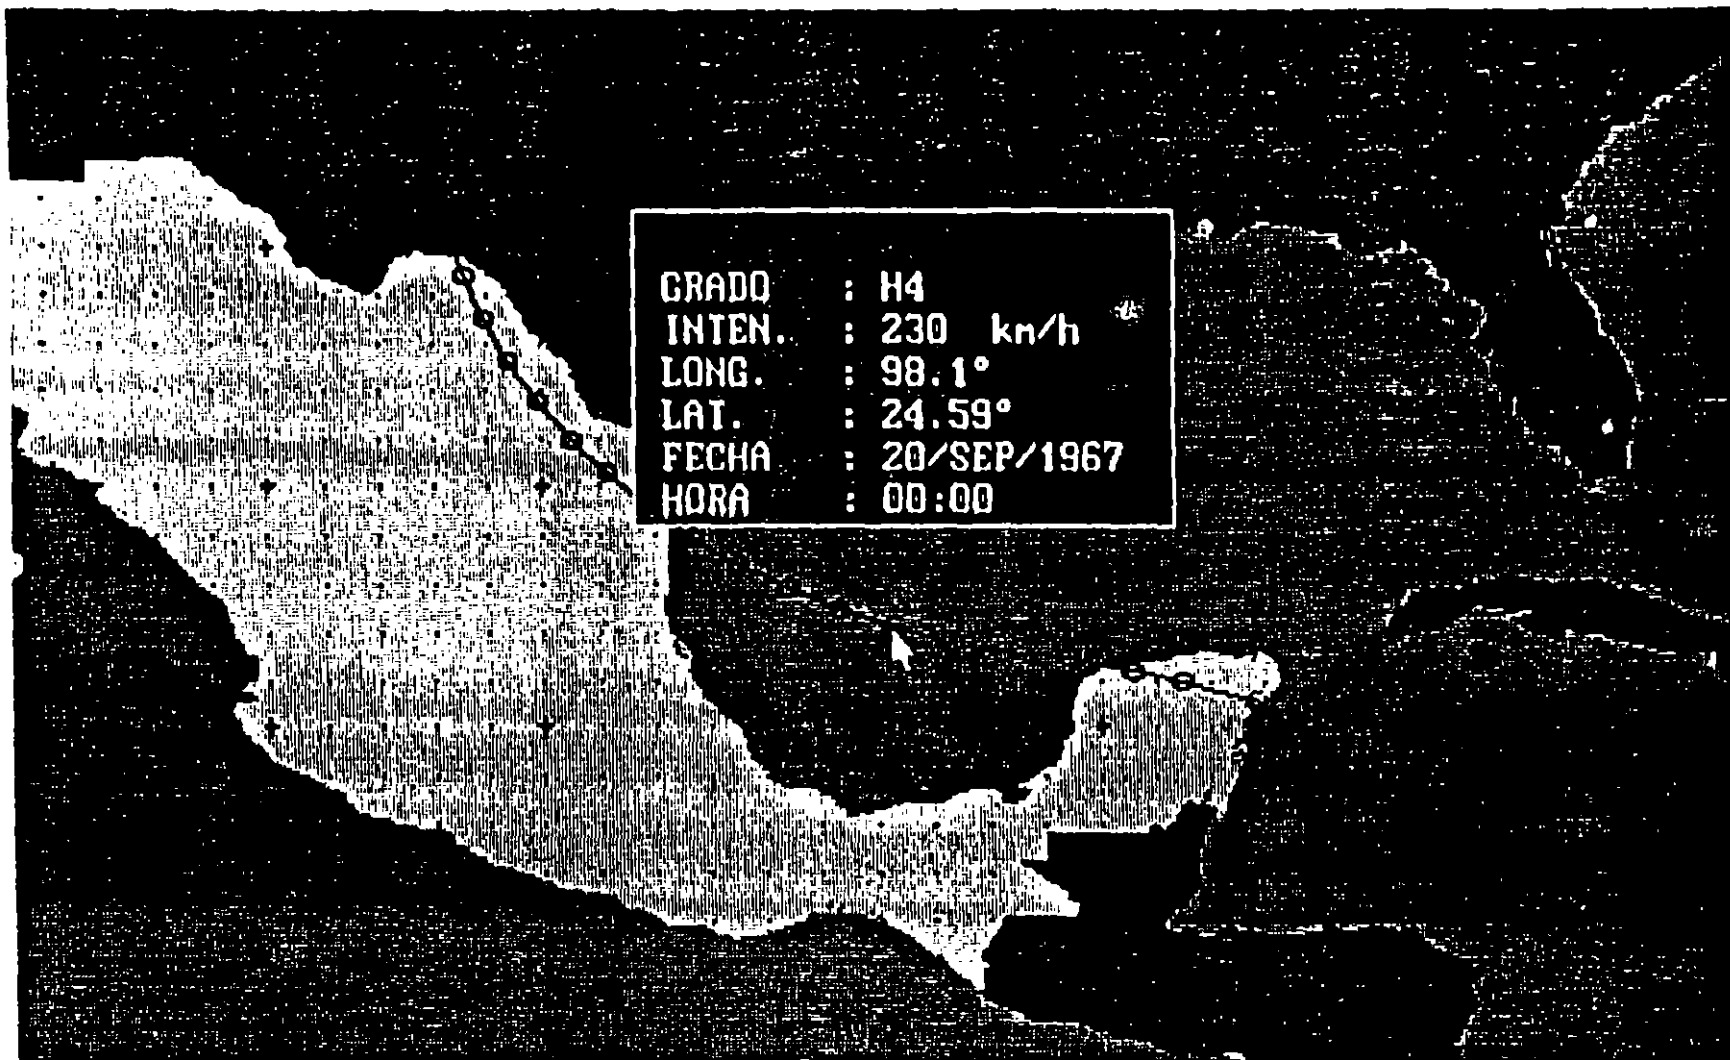 GRADO : H4
INTEN. : 230 km/h
LONG. : 98.1°
LAT. : 24.59°
FECHA : 20/SEP/1967
HORA : 00:00